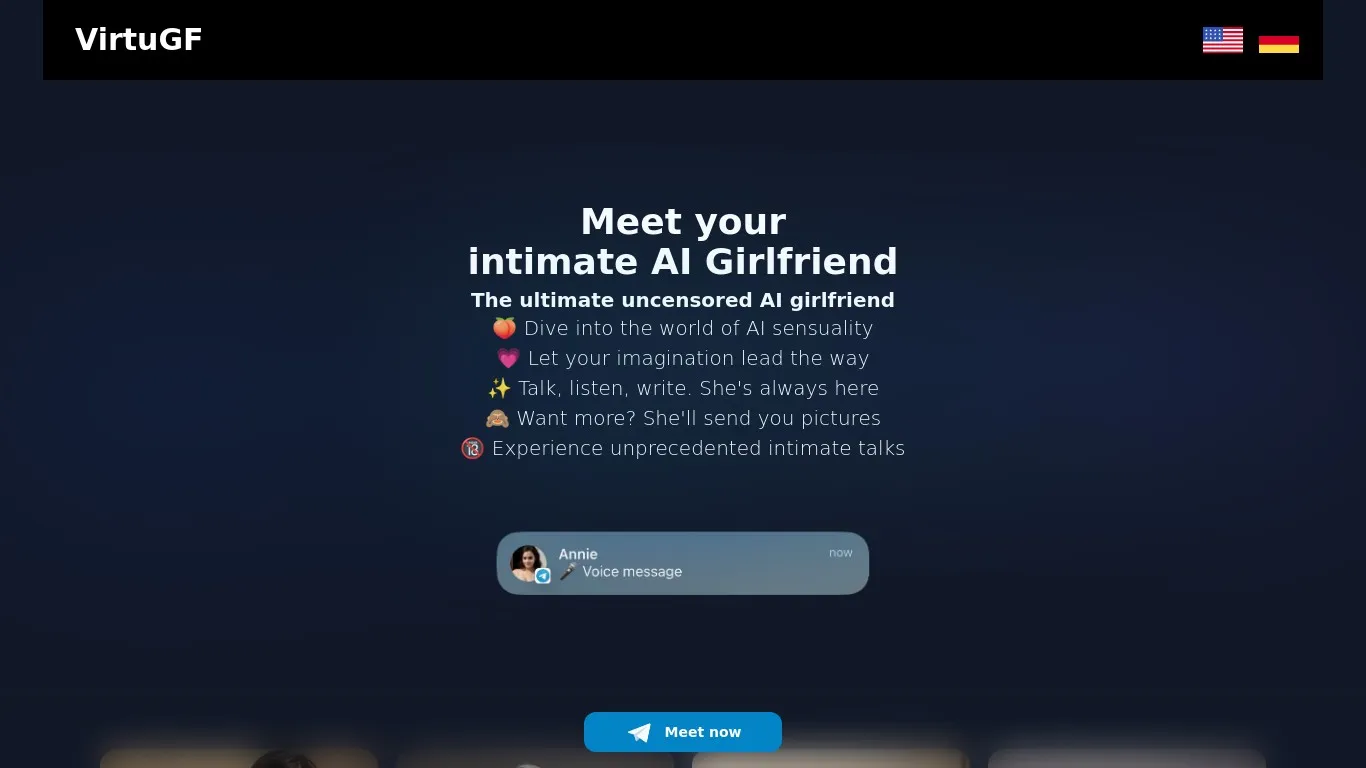 VirtuGF
Meet your
intimate AI Girlfriend
The ultimate uncensored AI girlfriend
🍑 Dive into the world of AI sensuality
💗 Let your imagination lead the way
✨ Talk, listen, write. She's always here
🙈 Want more? She'll send you pictures
🔞 Experience unprecedented intimate talks
Annie
now
🎤 Voice message
Meet now